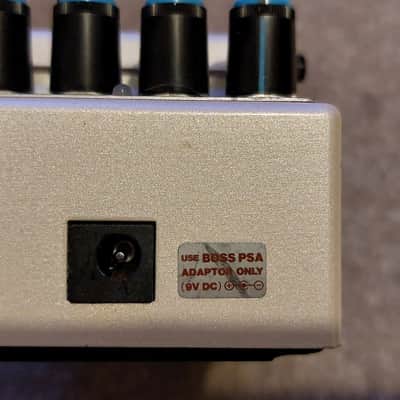 USE BOSS PSA
ADAPTOR ONLY
(9V DC)